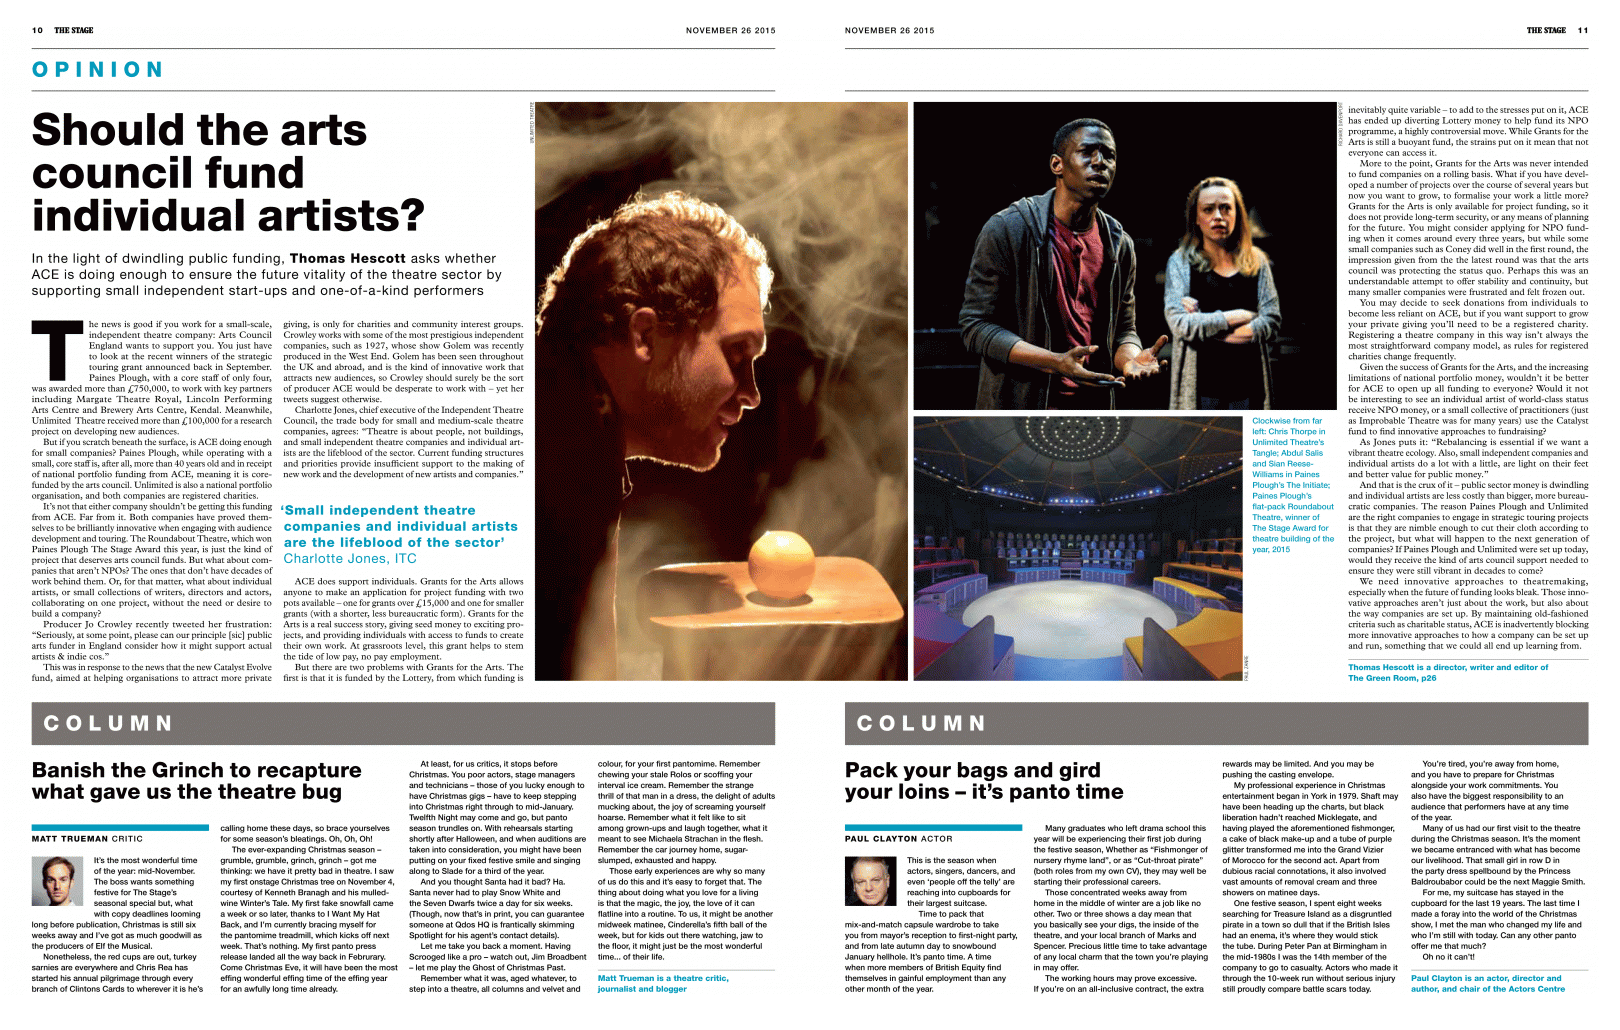 10 THE STAGE
NOVEMBER 26 2015
OPINION
Should the arts
council fund
individual artists?
In the light of dwindling public funding, Thomas Hescott asks whether
ACE is doing enough to ensure the future vitality of the theatre sector by
supporting small independent start-ups and one-of-a-kind performers
The news is good if you work for a small-scale,
independent theatre company: Arts Council
England wants to support you. You just have
to look at the recent winners of the strategic
touring grant announced back in September.
Paines Plough, with a core staff of only four,
was awarded more than £750,000, to work with key partners
including Margate Theatre Royal, Lincoln Performing
Arts Centre and Brewery Arts Centre, Kendal. Meanwhile,
Unlimited Theatre received more than £100,000 for a research
project on developing new audiences.
But if you scratch beneath the surface, is ACE doing enough
for small companies? Paines Plough, while operating with a
small, core staff is, after all, more than 40 years old and in receipt
of national portfolio funding from ACE, meaning it is core-
funded by the arts council. Unlimited is also a national portfolio
organisation, and both companies are registered charities.
It's not that either company shouldn't be getting this funding
from ACE. Far from it. Both companies have proved them-
selves to be brilliantly innovative when engaging with audience
development and touring. The Roundabout Theatre, which won
Paines Plough The Stage Award this year, is just the kind of
project that deserves arts council funds. But what about com-
panies that aren't NPOs? The ones that don't have decades of
work behind them. Or, for that matter, what about individual
artists, or small collections of writers, directors and actors,
collaborating on one project, without the need or desire to
build a company?
Producer Jo Crowley recently tweeted her frustration:
"Seriously, at some point, please can our principle [sic] public
arts funder in England consider how it might support actual
artists & indie cos."
This was in response to the news that the new Catalyst Evolve
fund, aimed at helping organisations to attract more private
giving, is only for charities and community interest groups.
Crowley works with some of the most prestigious independent
companies, such as 1927, whose show Golem was recently
produced in the West End. Golem has been seen throughout
the UK and abroad, and is the kind of innovative work that
attracts new audiences, so Crowley should surely be the sort
of producer ACE would be desperate to work with – yet her
tweets suggest otherwise.
Charlotte Jones, chief executive of the Independent Theatre
Council, the trade body for small and medium-scale theatre
companies, agrees: "Theatre is about people, not buildings,
and small independent theatre companies and individual art-
ists are the lifeblood of the sector. Current funding structures
and priorities provide insufficient support to the making of
new work and the development of new artists and companies."
'Small independent theatre
companies and individual artists
are the lifeblood of the sector'
Charlotte Jones, ITC
ACE does support individuals. Grants for the Arts allows
anyone to make an application for project funding with two
pots available – one for grants over £15,000 and one for smaller
grants (with a shorter, less bureaucratic form). Grants for the
Arts is a real success story, giving seed money to exciting pro-
jects, and providing individuals with access to funds to create
their own work. At grassroots level, this grant helps to stem
the tide of low pay, no pay employment.
But there are two problems with Grants for the Arts. The
first is that it is funded by the Lottery, from which funding is
UNLIMITED THEATRE
NOVEMBER 26 2015
THE STAGE 11
RICHARD DAVENPORT
PAUL JANSE
Clockwise from far
left: Chris Thorpe in
Unlimited Theatre's
Tangle; Abdul Salis
and Sian Reese-
Williams in Paines
Plough's The Initiate;
Paines Plough's
flat-pack Roundabout
Theatre, winner of
The Stage Award for
theatre building of the
year, 2015
inevitably quite variable – to add to the stresses put on it, ACE
has ended up diverting Lottery money to help fund its NPO
programme, a highly controversial move. While Grants for the
Arts is still a buoyant fund, the strains put on it mean that not
everyone can access it.
More to the point, Grants for the Arts was never intended
to fund companies on a rolling basis. What if you have devel-
oped a number of projects over the course of several years but
now you want to grow, to formalise your work a little more?
Grants for the Arts is only available for project funding, so it
does not provide long-term security, or any means of planning
for the future. You might consider applying for NPO fund-
ing when it comes around every three years, but while some
small companies such as Coney did well in the first round, the
impression given from the the latest round was that the arts
council was protecting the status quo. Perhaps this was an
understandable attempt to offer stability and continuity, but
many smaller companies were frustrated and felt frozen out.
You may decide to seek donations from individuals to
become less reliant on ACE, but if you want support to grow
your private giving you'll need to be a registered charity.
Registering a theatre company in this way isn't always the
most straightforward company model, as rules for registered
charities change frequently.
Given the success of Grants for the Arts, and the increasing
limitations of national portfolio money, wouldn't it be better
for ACE to open up all funding to everyone? Would it not
be interesting to see an individual artist of world-class status
receive NPO money, or a small collective of practitioners (just
as Improbable Theatre was for many years) use the Catalyst
fund to find innovative approaches to fundraising?
As Jones puts it: "Rebalancing is essential if we want a
vibrant theatre ecology. Also, small independent companies and
individual artists do a lot with a little, are light on their feet
and better value for public money."
And that is the crux of it – public sector money is dwindling
and individual artists are less costly than bigger, more bureau-
cratic companies. The reason Paines Plough and Unlimited
are the right companies to engage in strategic touring projects
is that they are nimble enough to cut their cloth according to
the project, but what will happen to the next generation of
companies? If Paines Plough and Unlimited were set up today,
would they receive the kind of arts council support needed to
ensure they were still vibrant in decades to come?
We need innovative approaches to theatremaking,
especially when the future of funding looks bleak. Those inno-
vative approaches aren't just about the work, but also about
the way companies are set up. By maintaining old-fashioned
criteria such as charitable status, ACE is inadvertently blocking
more innovative approaches to how a company can be set up
and run, something that we could all end up learning from.
Thomas Hescott is a director, writer and editor of
The Green Room, p26
COLUMN
Banish the Grinch to recapture
what gave us the theatre bug
MATT TRUEMAN CRITIC
It's the most wonderful time
of the year: mid-November.
The boss wants something
festive for The Stage's
seasonal special but, what
with copy deadlines looming
long before publication, Christmas is still six
weeks away and I've got as much goodwill as
the producers of Elf the Musical.
Nonetheless, the red cups are out, turkey
sarnies are everywhere and Chris Rea has
started his annual pilgrimage through every
branch of Clintons Cards to wherever it is he's
calling home these days, so brace yourselves
for some season's bleatings. Oh, Oh, Oh!
The ever-expanding Christmas season –
grumble, grumble, grinch, grinch – got me
thinking: we have it pretty bad in theatre. I saw
my first onstage Christmas tree on November 4,
courtesy of Kenneth Branagh and his mulled-
wine Winter's Tale. My first fake snowfall came
a week or so later, thanks to I Want My Hat
Back, and I'm currently bracing myself for
the pantomime treadmill, which kicks off next
week. That's nothing. My first panto press
release landed all the way back in Februrary.
Come Christmas Eve, it will have been the most
effing wonderful effing time of the effing year
for an awfully long time already.
At least, for us critics, it stops before
Christmas. You poor actors, stage managers
and technicians – those of you lucky enough to
have Christmas gigs – have to keep stepping
into Christmas right through to mid-January.
Twelfth Night may come and go, but panto
season trundles on. With rehearsals starting
shortly after Halloween, and when auditions are
taken into consideration, you might have been
putting on your fixed festive smile and singing
along to Slade for a third of the year.
And you thought Santa had it bad? Ha.
Santa never had to play Snow White and
the Seven Dwarfs twice a day for six weeks.
(Though, now that's in print, you can guarantee
someone at Qdos HQ is frantically skimming
Spotlight for his agent's contact details).
Let me take you back a moment. Having
Scrooged like a pro – watch out, Jim Broadbent
– let me play the Ghost of Christmas Past.
Remember what it was, aged whatever, to
step into a theatre, all columns and velvet and
colour, for your first pantomime. Remember
chewing your stale Rolos or scoffing your
interval ice cream. Remember the strange
thrill of that man in a dress, the delight of adults
mucking about, the joy of screaming yourself
hoarse. Remember what it felt like to sit
among grown-ups and laugh together, what it
meant to see Michaela Strachan in the flesh.
Remember the car journey home, sugar-
slumped, exhausted and happy.
Those early experiences are why so many
of us do this and it's easy to forget that. The
thing about doing what you love for a living
is that the magic, the joy, the love of it can
flatline into a routine. To us, it might be another
midweek matinee, Cinderella's fifth ball of the
week, but for kids out there watching, jaw to
the floor, it might just be the most wonderful
time... of their life.
Matt Trueman is a theatre critic,
journalist and blogger
COLUMN
Pack your bags and gird
your loins – it's panto time
PAUL CLAYTON ACTOR
This is the season when
actors, singers, dancers, and
even 'people off the telly' are
reaching into cupboards for
their largest suitcase.
Time to pack that
mix-and-match capsule wardrobe to take
you from mayor's reception to first-night party,
and from late autumn day to snowbound
January hellhole. It's panto time. A time
when more members of British Equity find
themselves in gainful employment than any
other month of the year.
Many graduates who left drama school this
year will be experiencing their first job during
the festive season, Whether as "Fishmonger of
nursery rhyme land", or as "Cut-throat pirate"
(both roles from my own CV), they may well be
starting their professional careers.
Those concentrated weeks away from
home in the middle of winter are a job like no
other. Two or three shows a day mean that
you basically see your digs, the inside of the
theatre, and your local branch of Marks and
Spencer. Precious little time to take advantage
of any local charm that the town you're playing
in may offer.
The working hours may prove excessive.
If you're on an all-inclusive contract, the extra
rewards may be limited. And you may be
pushing the casting envelope.
My professional experience in Christmas
entertainment began in York in 1979. Shaft may
have been heading up the charts, but black
liberation hadn't reached Micklegate, and
having played the aforementioned fishmonger,
a cake of black make-up and a tube of purple
glitter transformed me into the Grand Vizier
of Morocco for the second act. Apart from
dubious racial connotations, it also involved
vast amounts of removal cream and three
showers on matinee days.
One festive season, I spent eight weeks
searching for Treasure Island as a disgruntled
pirate in a town so dull that if the British Isles
had an enema, it's where they would stick
the tube. During Peter Pan at Birmingham in
the mid-1980s I was the 14th member of the
company to go to casualty. Actors who made it
through the 10-week run without serious injury
still proudly compare battle scars today.
You're tired, you're away from home,
and you have to prepare for Christmas
alongside your work commitments. You
also have the biggest responsibility to an
audience that performers have at any time
of the year.
Many of us had our first visit to the theatre
during the Christmas season. It's the moment
we became entranced with what has become
our livelihood. That small girl in row D in
the party dress spellbound by the Princess
Baldroubador could be the next Maggie Smith.
For me, my suitcase has stayed in the
cupboard for the last 19 years. The last time I
made a foray into the world of the Christmas
show, I met the man who changed my life and
who I'm still with today. Can any other panto
offer me that much?
Oh no it can't!
Paul Clayton is an actor, director and
author, and chair of the Actors Centre